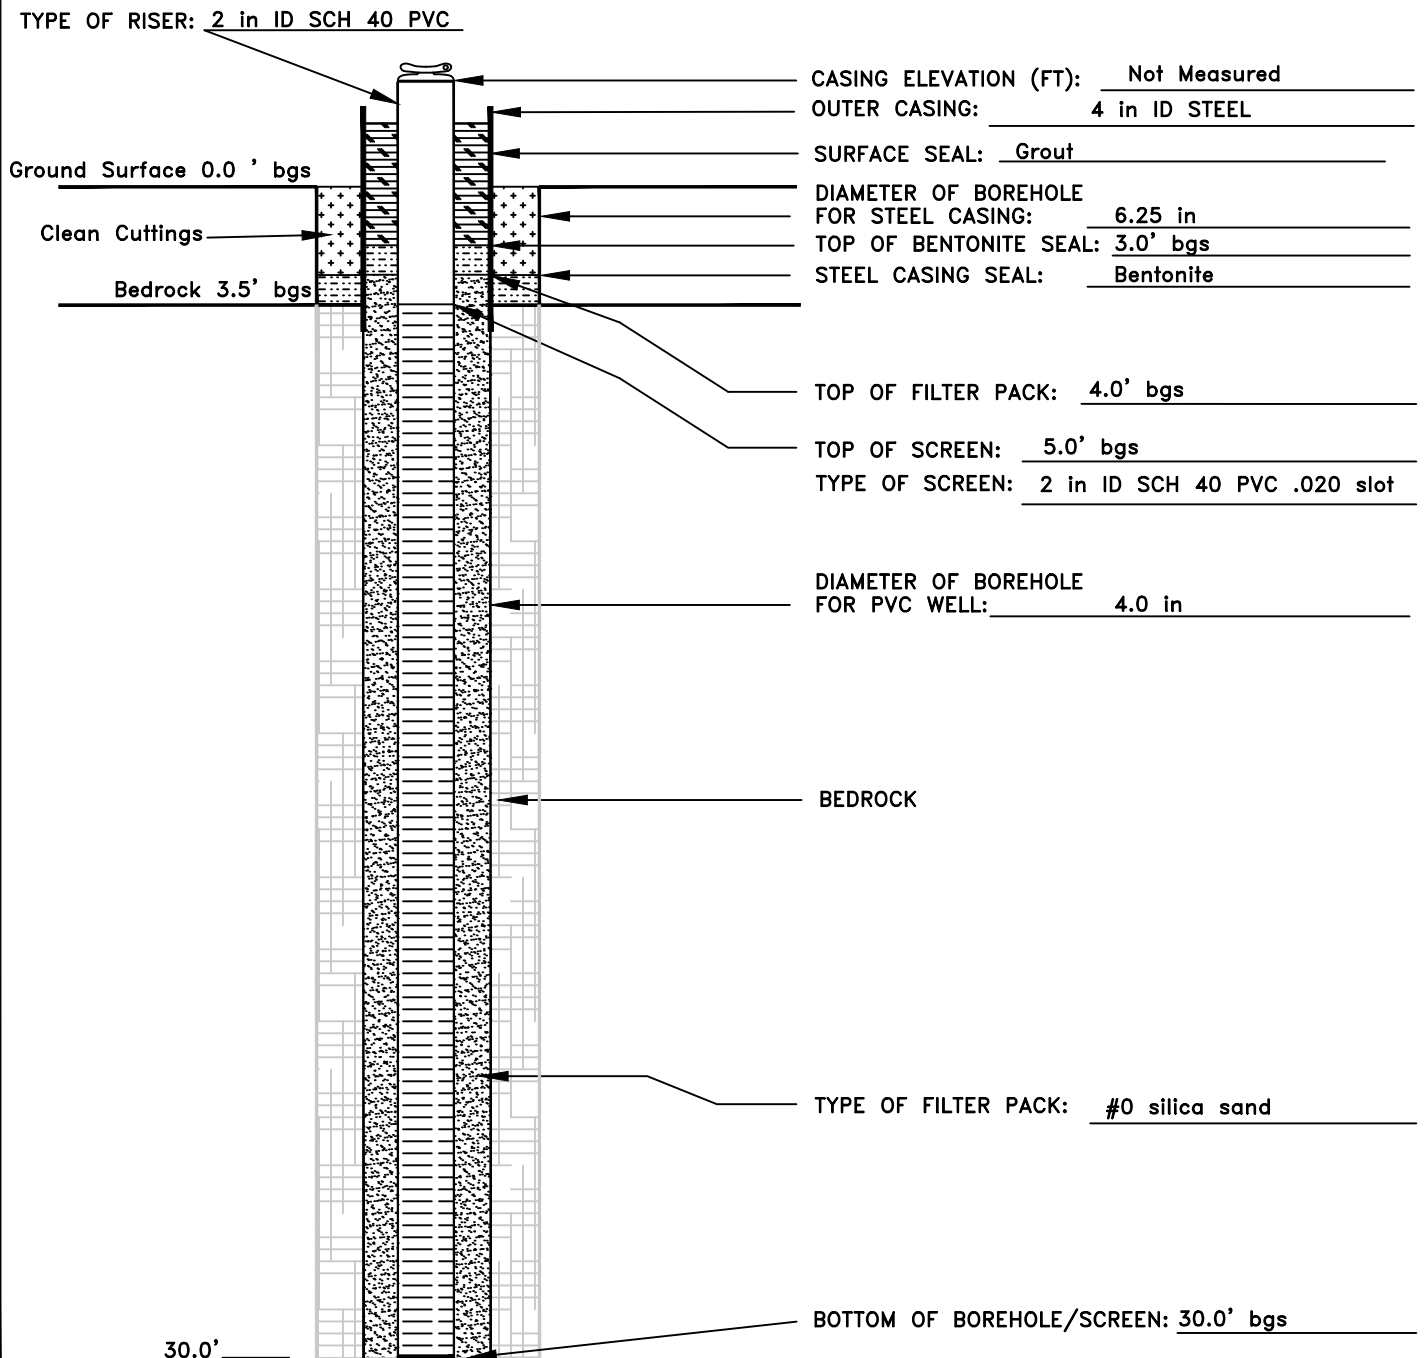 TYPE OF RISER: 2 in ID SCH 40 PVC
CASING ELEVATION (FT): Not Measured
OUTER CASING: 4 in ID STEEL
SURFACE SEAL: Grout
Ground Surface 0.0 ' bgs
DIAMETER OF BOREHOLE
FOR STEEL CASING: 6.25 in
Clean Cuttings
TOP OF BENTONITE SEAL: 3.0' bgs
STEEL CASING SEAL: Bentonite
Bedrock 3.5' bgs
TOP OF FILTER PACK: 4.0' bgs
TOP OF SCREEN: 5.0' bgs
TYPE OF SCREEN: 2 in ID SCH 40 PVC .020 slot
DIAMETER OF BOREHOLE
FOR PVC WELL: 4.0 in
BEDROCK
TYPE OF FILTER PACK: #0 silica sand
BOTTOM OF BOREHOLE/SCREEN: 30.0' bgs
30.0'